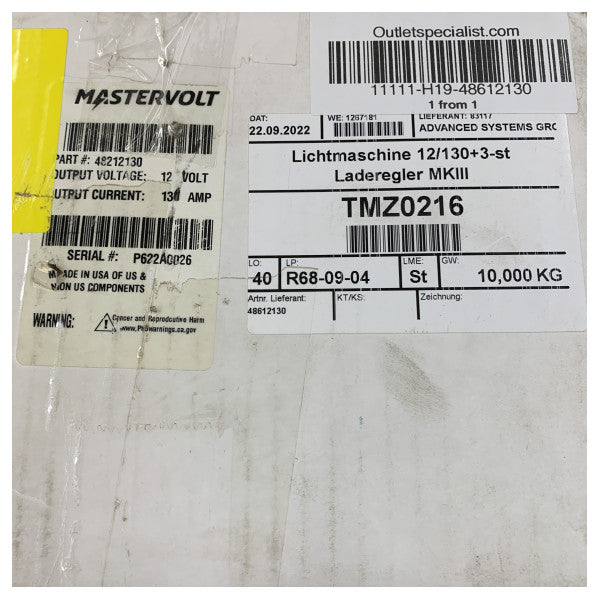 Outletspecialist.com
11111-H19-48612130
1 from 1
MASTERVOLT
PART #: 48212130
OUTPUT VOLTAGE: 12 VOLT
OUTPUT CURRENT: 130 AMP
SERIAL #: P622A0026
MADE IN USA OF US &
NON US COMPONENTS
WARNING:
Cancer and Reproductive Harm
www.P65warnings.ca.gov
DAT: WE: 1267181 LIEFERANT: 83117
22.09.2022 ADVANCED SYSTEMS GRO
Lichtmaschine 12/130+3-st
Laderegler MKIII
TMZ0216
LO: LP: LME: GW:
40 R68-09-04 St 10,000 KG
Artnr. Lieferant: KT/KS: Zeichnung:
48612130